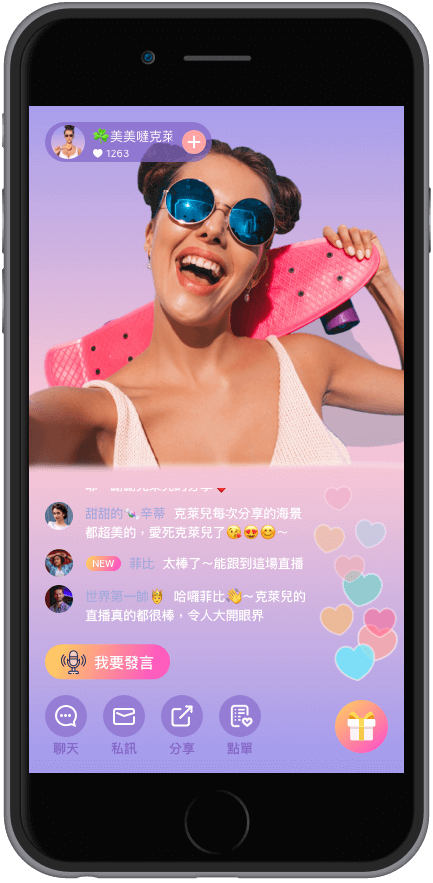 ☘️美美噠克萊
1263
甜甜的🍬辛蒂 克萊兒每次分享的海景
都超美的，愛死克萊兒了😘😍😊～
NEW 菲比 太棒了～能跟到這場直播
世界第一帥🤴 哈囉菲比👋～克萊兒的
直播真的都很棒，令人大開眼界
我要發言
聊天 私訊 分享 點單